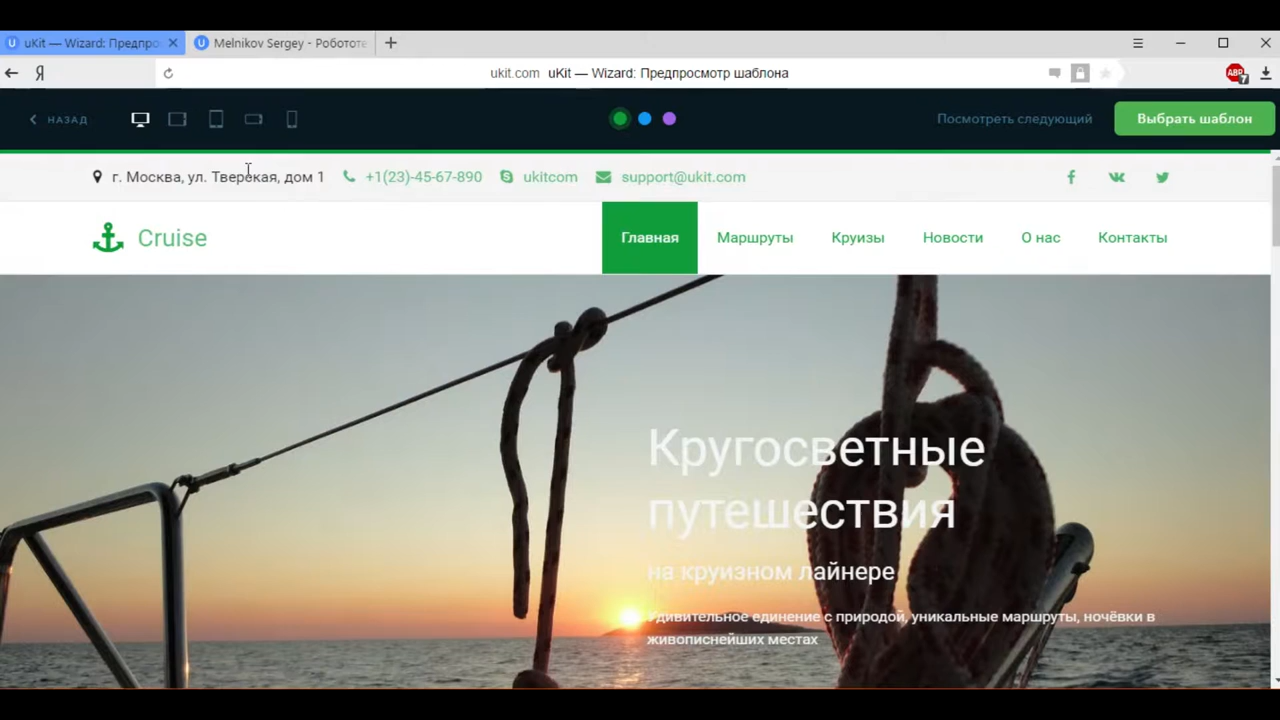 uKit — Wizard: Предпро
Melnikov Sergey - Робототе
ukit.com uKit — Wizard: Предпросмотр шаблона
ABP 7
НАЗАД
Посмотреть следующий
Выбрать шаблон
г. Москва, ул. Тверская, дом 1
+1(23)-45-67-890
ukitcom
support@ukit.com
Cruise
Главная
Маршруты
Круизы
Новости
О нас
Контакты
Кругосветные
путешествия
на круизном лайнере
Удивительное единение с природой, уникальные маршруты, ночёвки в
живописнейших местах